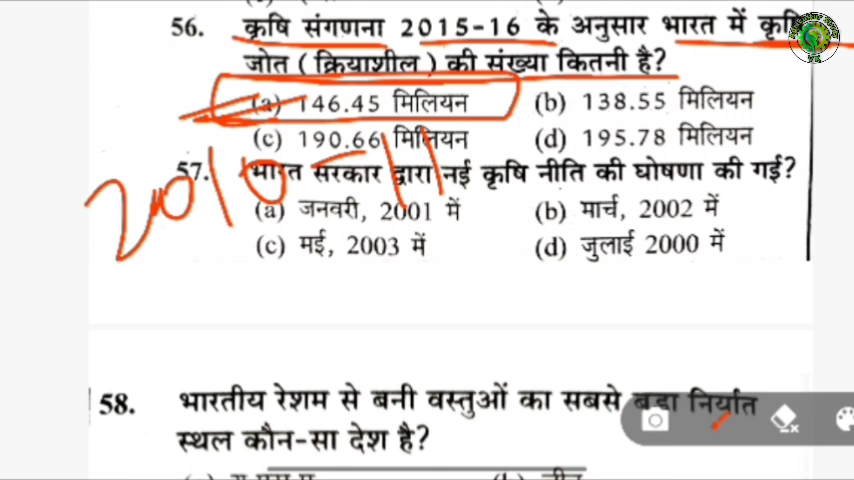 56. कृषि संगणना 2015-16 के अनुसार भारत में कृषि
जोत ( क्रियाशील ) की संख्या कितनी है?
(a) 146.45 मिलियन (b) 138.55 मिलियन
(c) 190.66 मिलियन (d) 195.78 मिलियन
2010-11
57. भारत सरकार द्वारा नई कृषि नीति की घोषणा की गई?
(a) जनवरी, 2001 में (b) मार्च, 2002 में
(c) मई, 2003 में (d) जुलाई 2000 में
58. भारतीय रेशम से बनी वस्तुओं का सबसे बड़ा निर्यात
स्थल कौन-सा देश है?